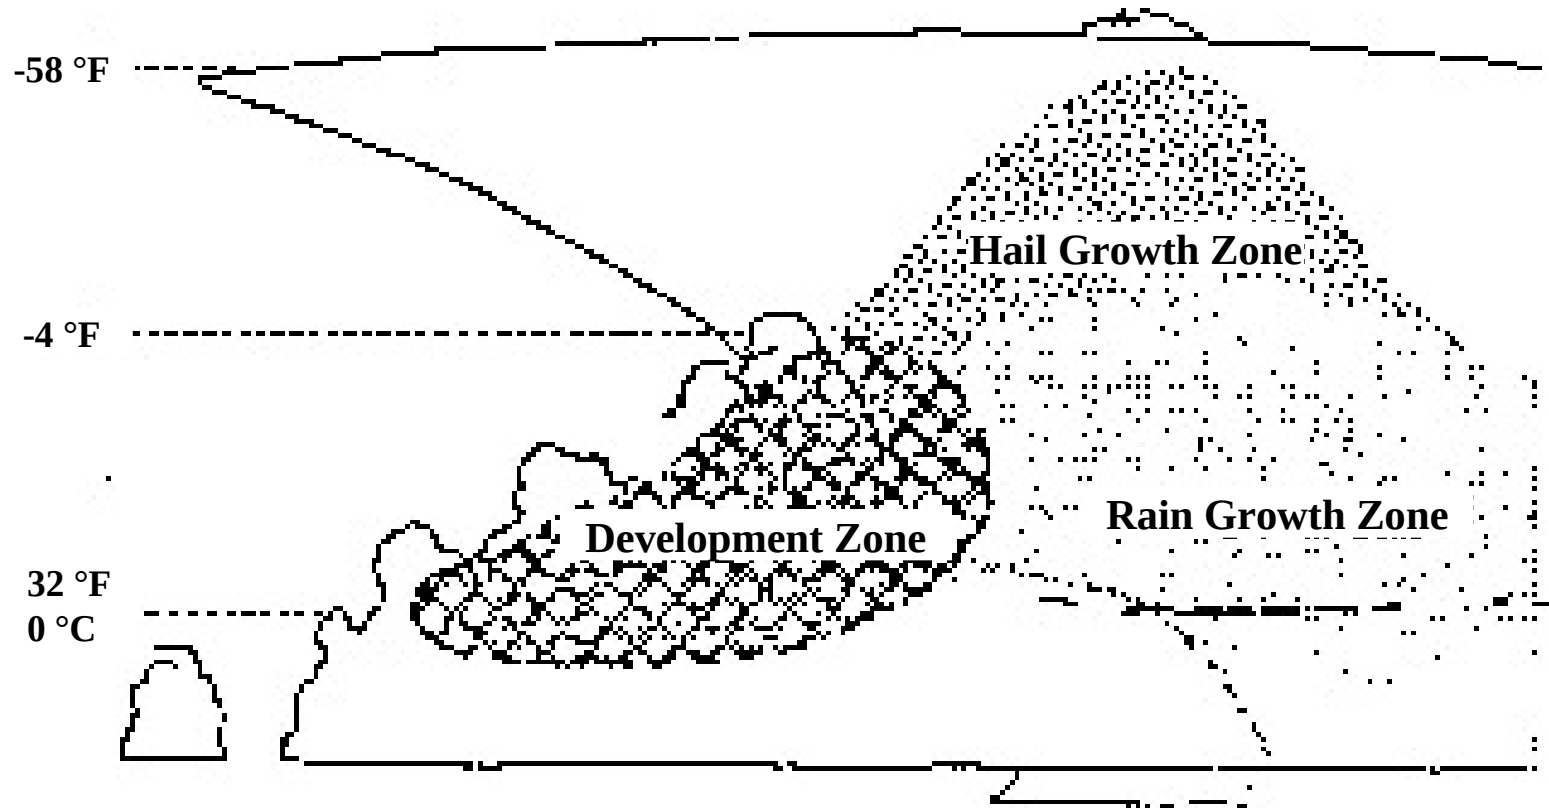 -58 °F
Hail Growth Zone
-4 °F
Rain Growth Zone
Development Zone
32 °F
0 °C